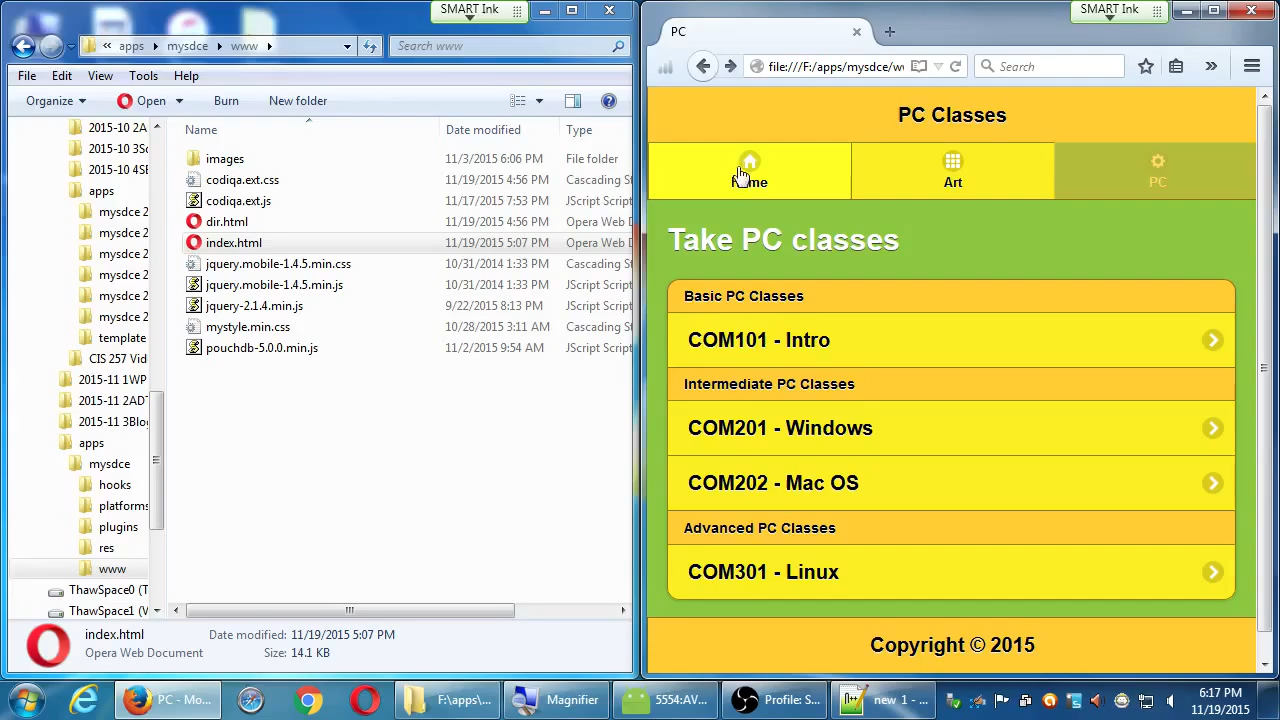 SMART Ink
« apps ▸ mysdce ▸ www ▸
Search www
File Edit View Tools Help
Organize Open Burn New folder
Name Date modified Type
2015-10 2A
2015-10 3Sc
2015-10 4SE
apps
mysdce 2
mysdce 2
mysdce 2
mysdce 2
mysdce 2
mysdce 2
template
CIS 257 Vid
2015-11 1WP
2015-11 2AD
2015-11 3Blo
apps
mysdce
hooks
platforms
plugins
res
www
ThawSpace0 (
ThawSpace1 (V
images 11/3/2015 6:06 PM File folder
codiqa.ext.css 11/19/2015 4:56 PM Cascading St
codiqa.ext.js 11/17/2015 7:53 PM JScript Script
dir.html 11/19/2015 4:56 PM Opera Web D
index.html 11/19/2015 5:07 PM Opera Web D
jquery.mobile-1.4.5.min.css 10/31/2014 1:33 PM Cascading St
jquery.mobile-1.4.5.min.js 10/31/2014 1:33 PM JScript Script
jquery-2.1.4.min.js 9/22/2015 8:13 PM JScript Script
mystyle.min.css 10/28/2015 3:11 AM Cascading St
pouchdb-5.0.0.min.js 11/2/2015 9:54 AM JScript Script
index.html Date modified: 11/19/2015 5:07 PM
Opera Web Document Size: 14.1 KB
SMART Ink
PC
file:///F:/apps/mysdce/w
Search
PC Classes
Home Art PC
Take PC classes
Basic PC Classes
COM101 - Intro
Intermediate PC Classes
COM201 - Windows
COM202 - Mac OS
Advanced PC Classes
COM301 - Linux
Copyright © 2015
PC - Mo... F:\apps\... Magnifier 5554:AV... Profile: S... new 1 - ...
6:17 PM
11/19/2015